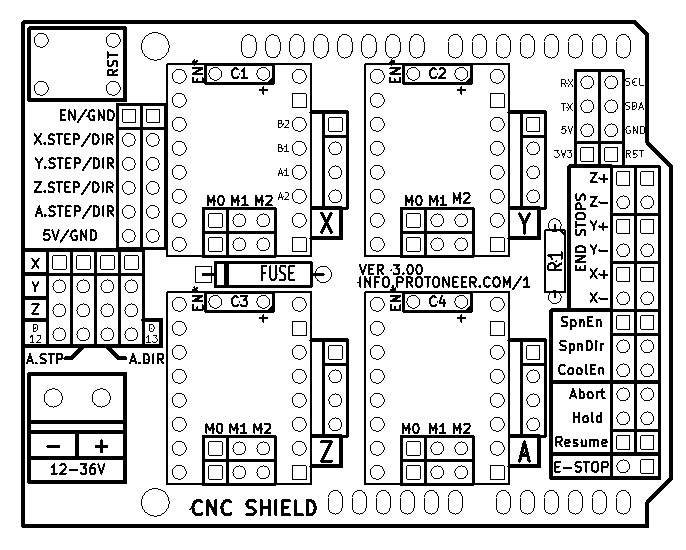 RST
EN/GND
X.STEP/DIR
Y.STEP/DIR
Z.STEP/DIR
A.STEP/DIR
5V/GND
X
Y
Z
D 12
D 13
A.STP
A.DIR
- +
12-36V
EN*
C1
+
B2
B1
A1
A2
M0 M1 M2
X
EN*
C2
+
M0 M1 M2
Y
FUSE
VER 3.00
INFO.PROTONEER.COM/1
R1
EN*
C3
+
M0 M1 M2
Z
EN*
C4
+
M0 M1 M2
A
RX SCL
TX SDA
5V GND
3V3 RST
END STOPS
Z+
Z-
Y+
Y-
X+
X-
SpnEn
SpnDir
CoolEn
Abort
Hold
Resume
E-STOP
CNC SHIELD